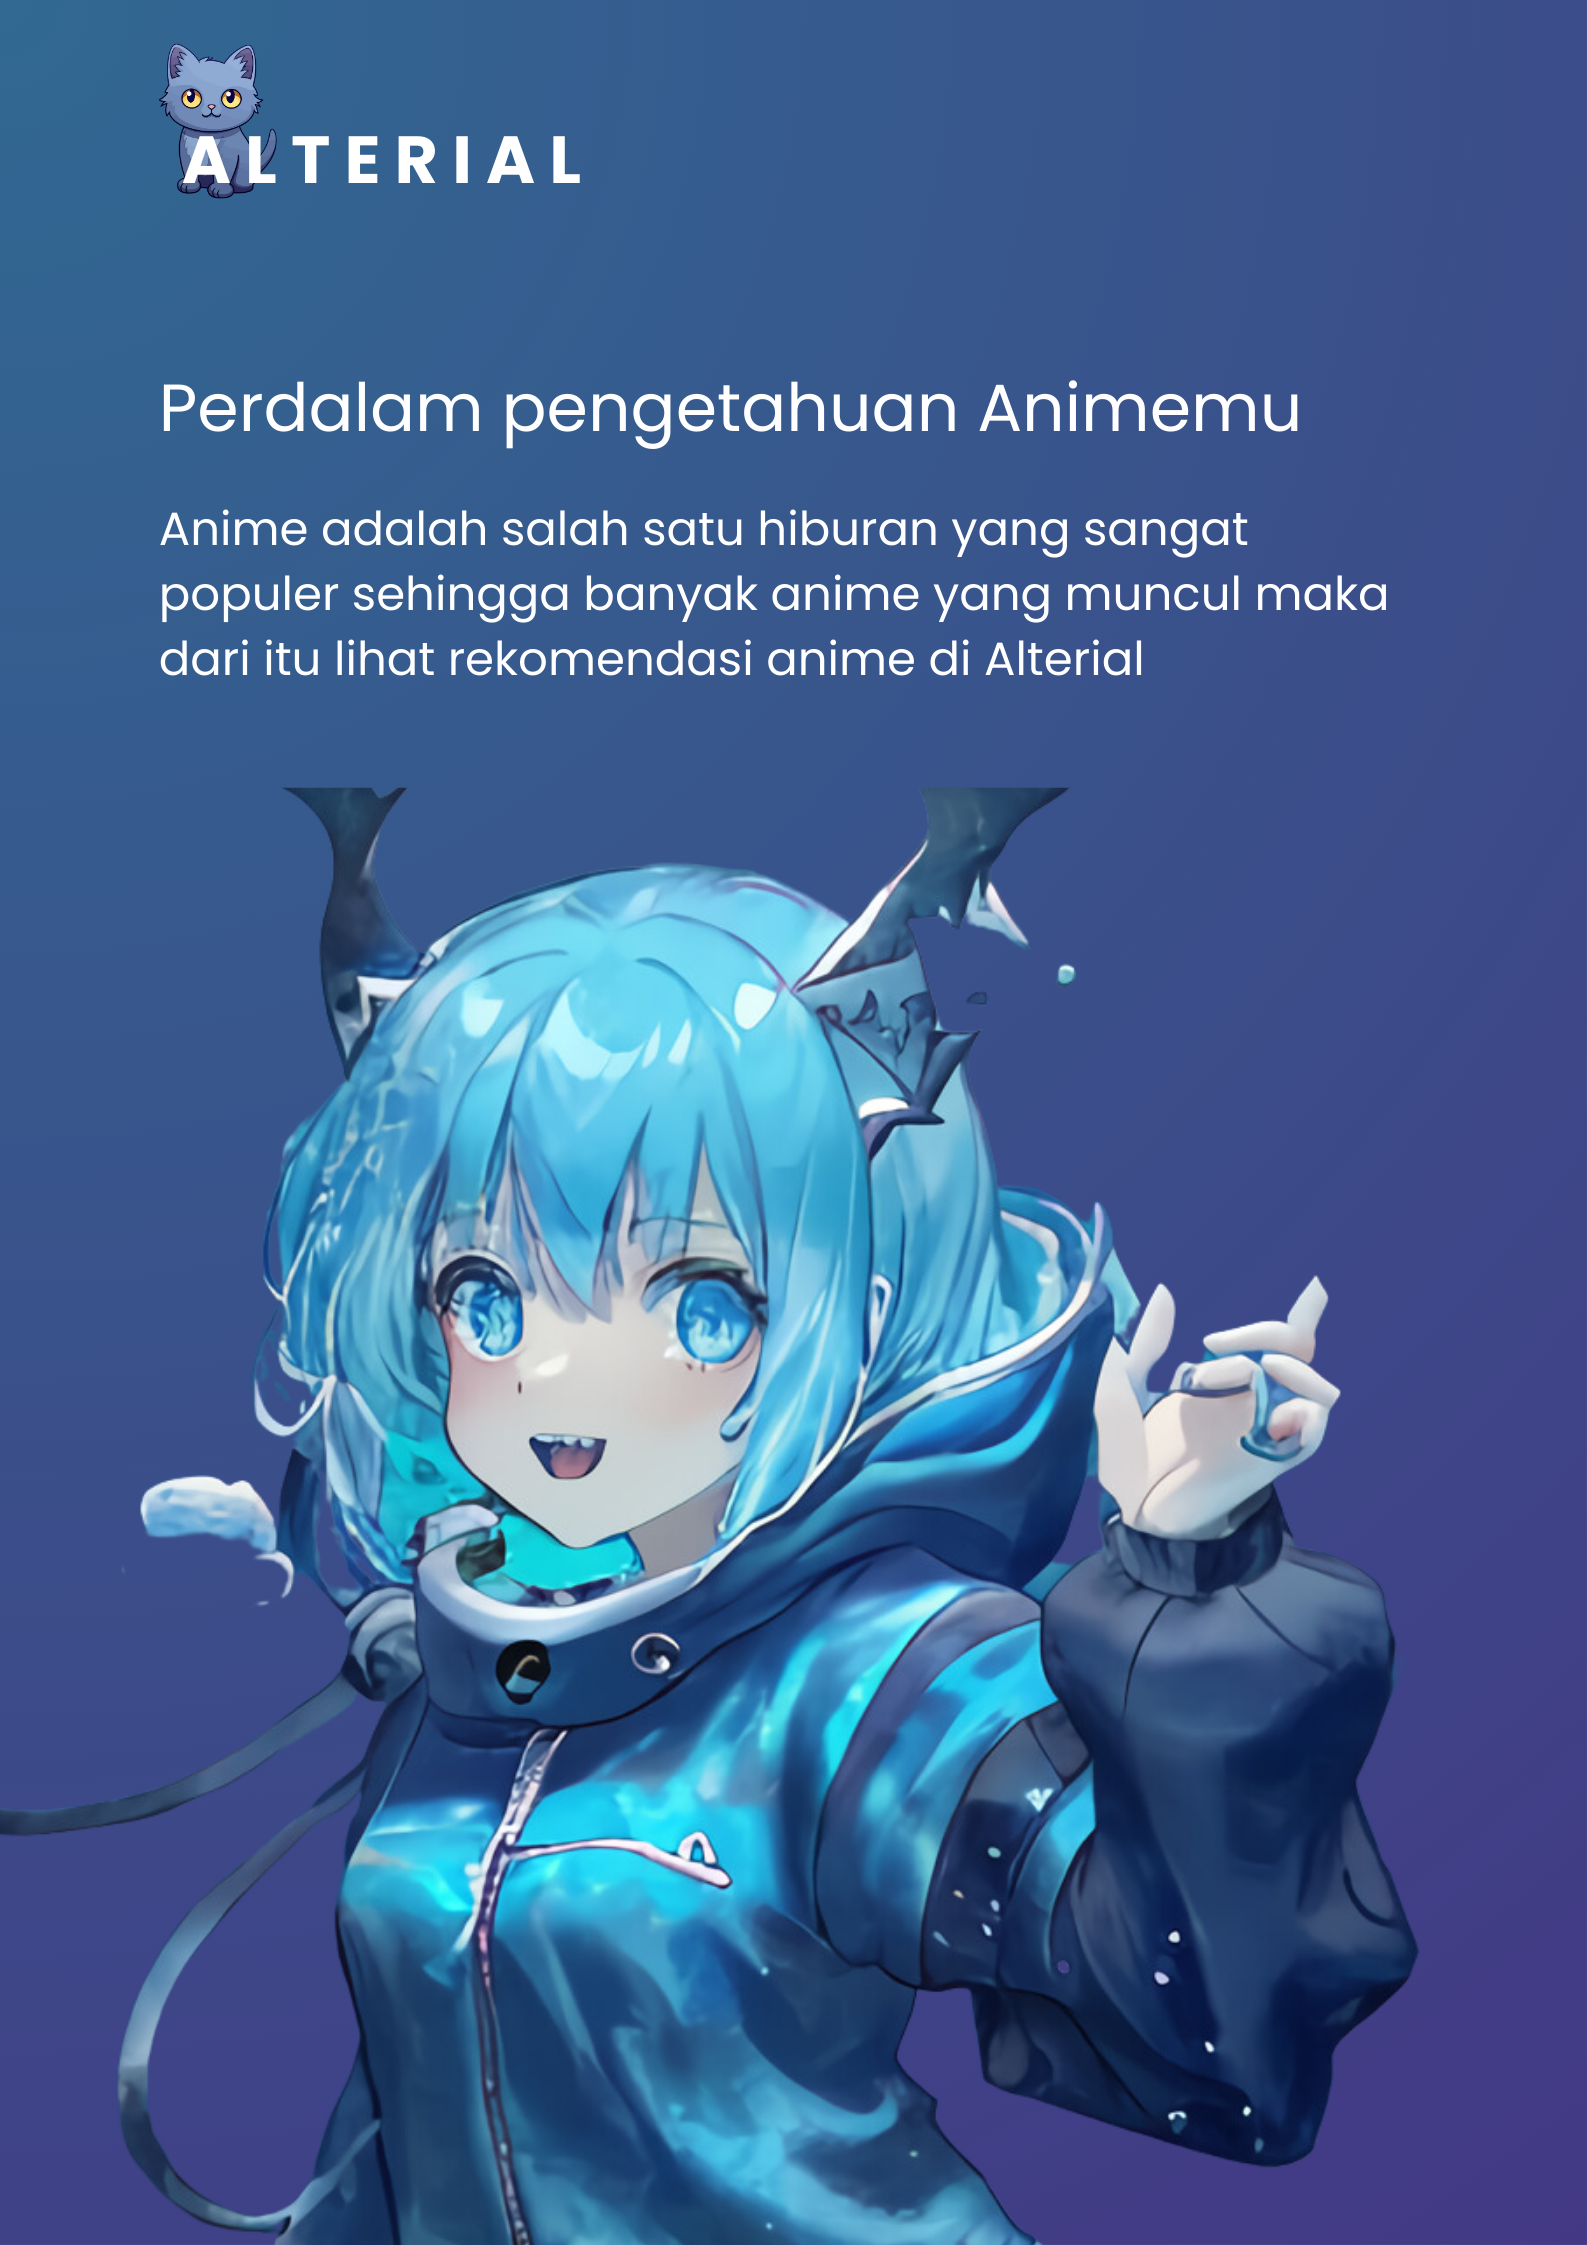 ALTERIAL
Perdalam pengetahuan Animemu
Anime adalah salah satu hiburan yang sangat
populer sehingga banyak anime yang muncul maka
dari itu lihat rekomendasi anime di Alterial